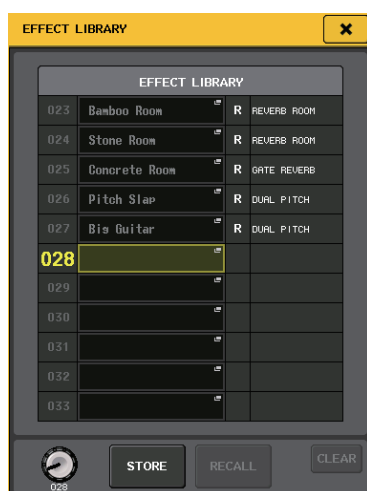 EFFECT LIBRARY
EFFECT LIBRARY
023 Bamboo Room R REVERB ROOM
024 Stone Room R REVERB ROOM
025 Concrete Room R GATE REVERB
026 Pitch Slap R DUAL PITCH
027 Big Guitar R DUAL PITCH
028
029
030
031
032
033
028 STORE RECALL CLEAR